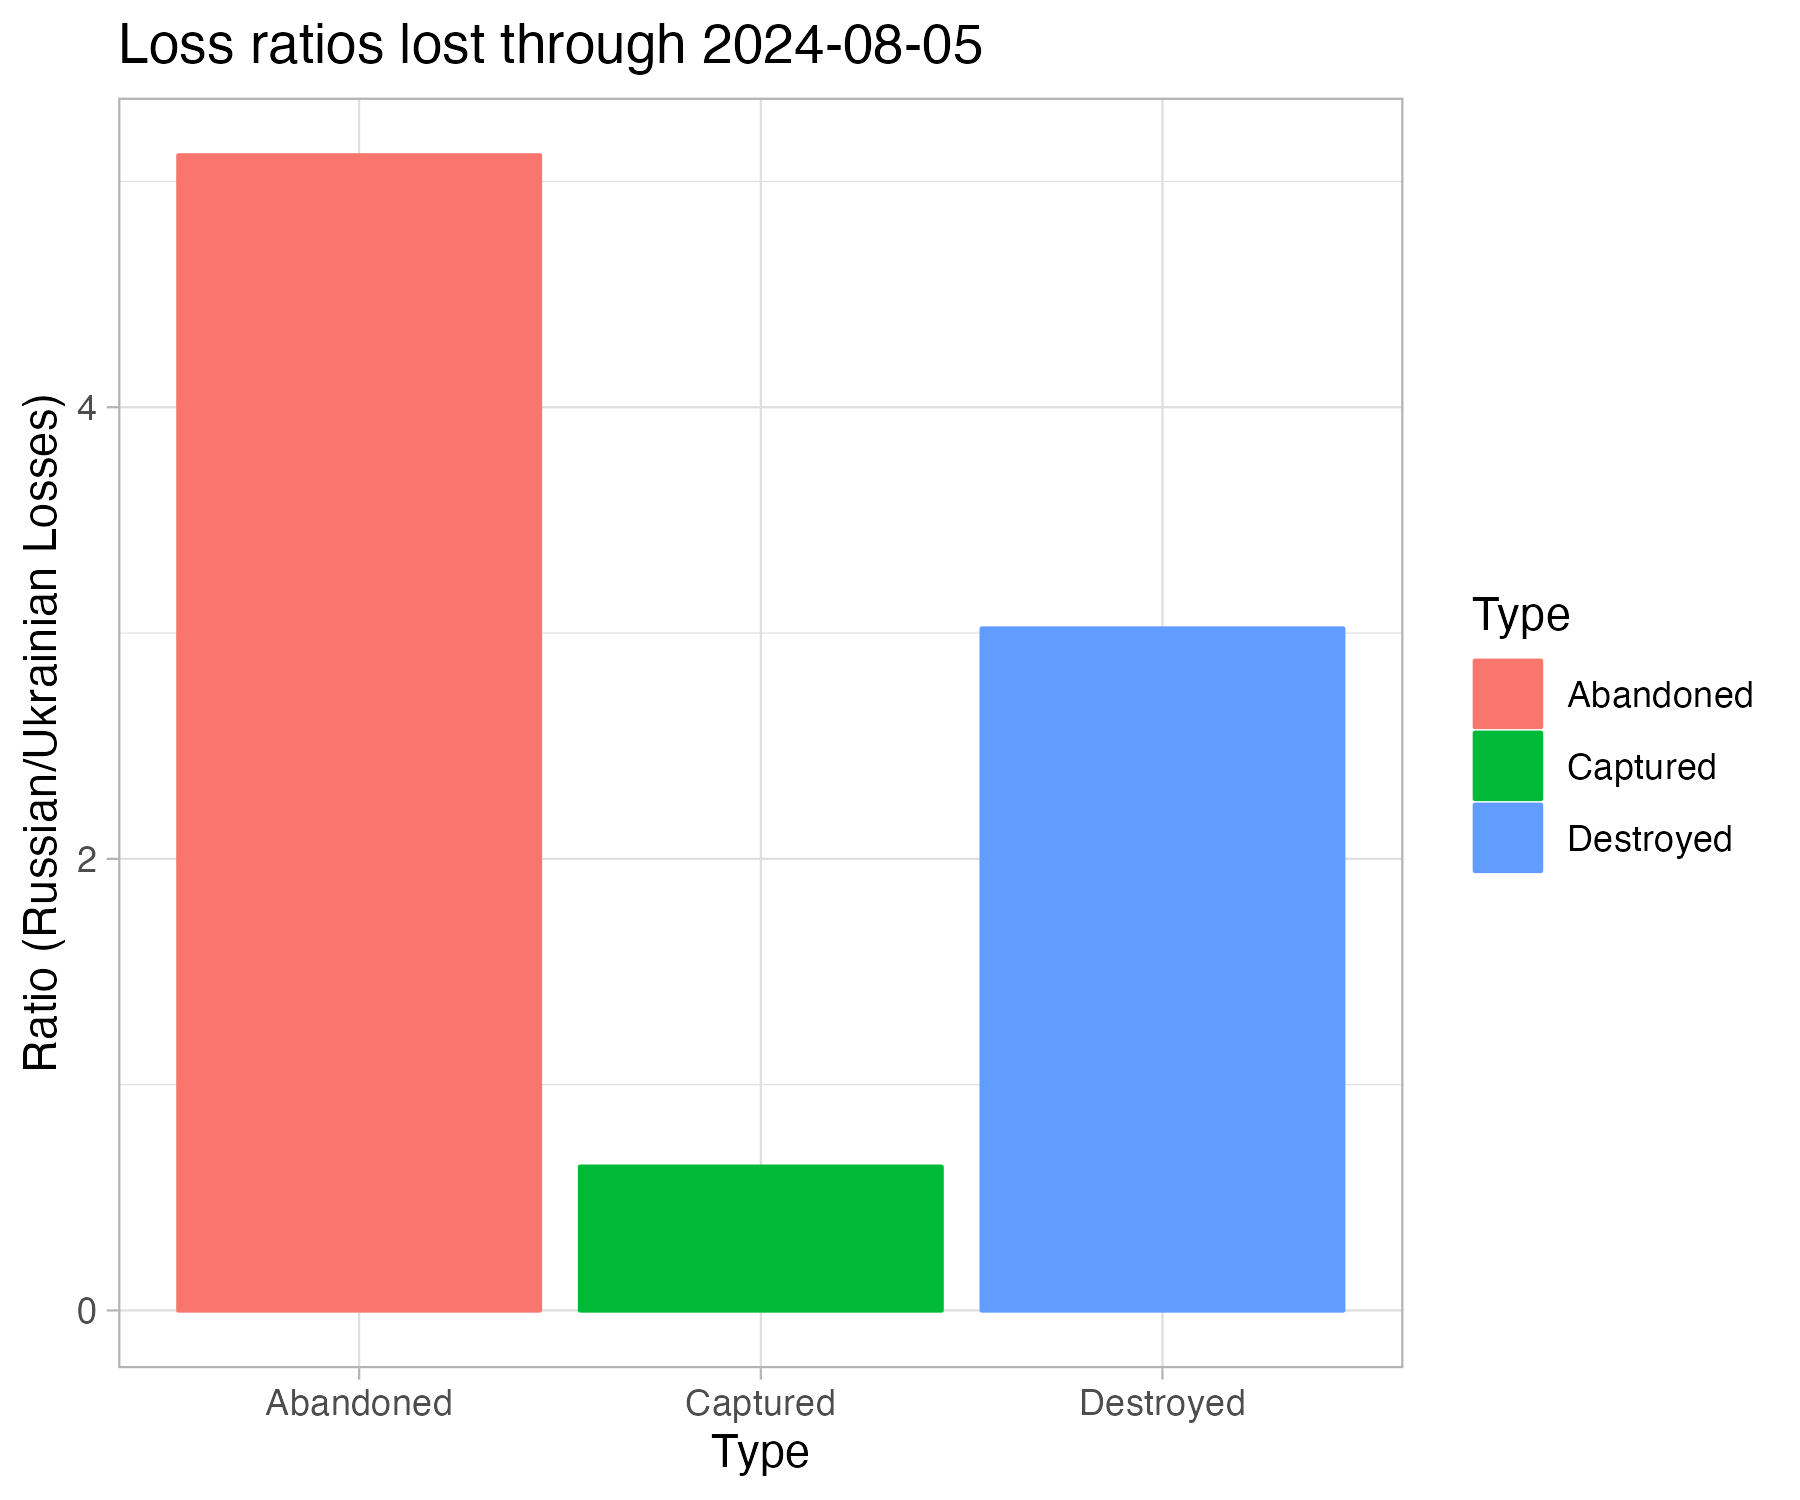 Loss ratios lost through 2024-08-05
Ratio (Russian/Ukrainian Losses)
4
2
0
Abandoned
Captured
Destroyed
Type
Type
Abandoned
Captured
Destroyed